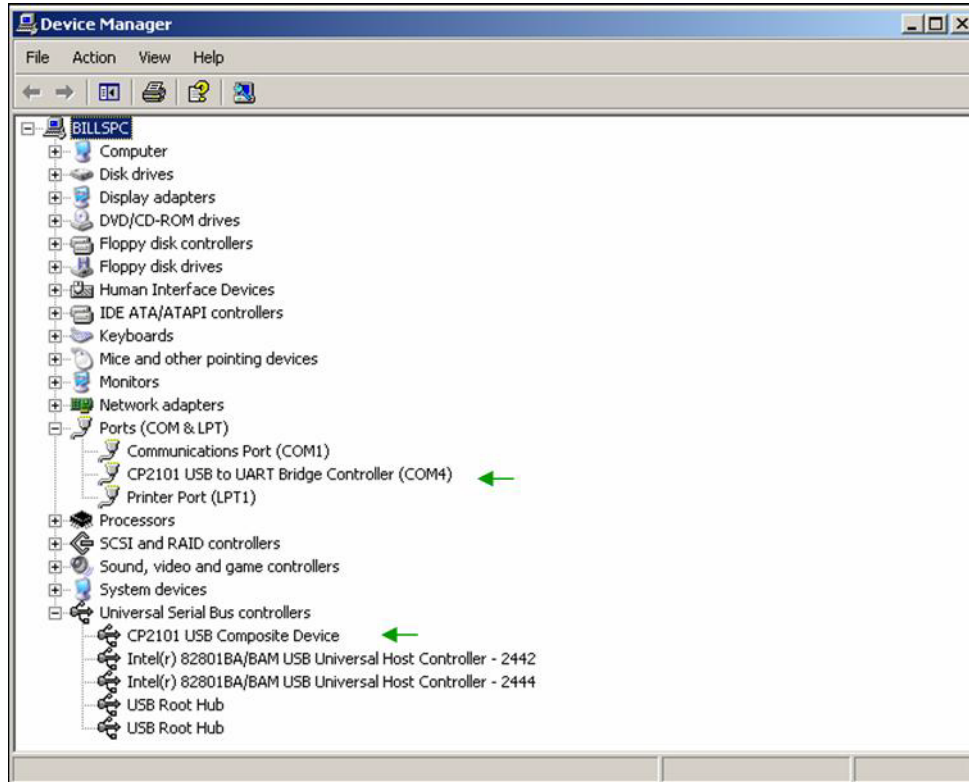 Device Manager
File Action View Help
BILLSPC
Computer
Disk drives
Display adapters
DVD/CD-ROM drives
Floppy disk controllers
Floppy disk drives
Human Interface Devices
IDE ATA/ATAPI controllers
Keyboards
Mice and other pointing devices
Monitors
Network adapters
Ports (COM & LPT)
Communications Port (COM1)
CP2101 USB to UART Bridge Controller (COM4)
Printer Port (LPT1)
Processors
SCSI and RAID controllers
Sound, video and game controllers
System devices
Universal Serial Bus controllers
CP2101 USB Composite Device
Intel(r) 82801BA/BAM USB Universal Host Controller - 2442
Intel(r) 82801BA/BAM USB Universal Host Controller - 2444
USB Root Hub
USB Root Hub